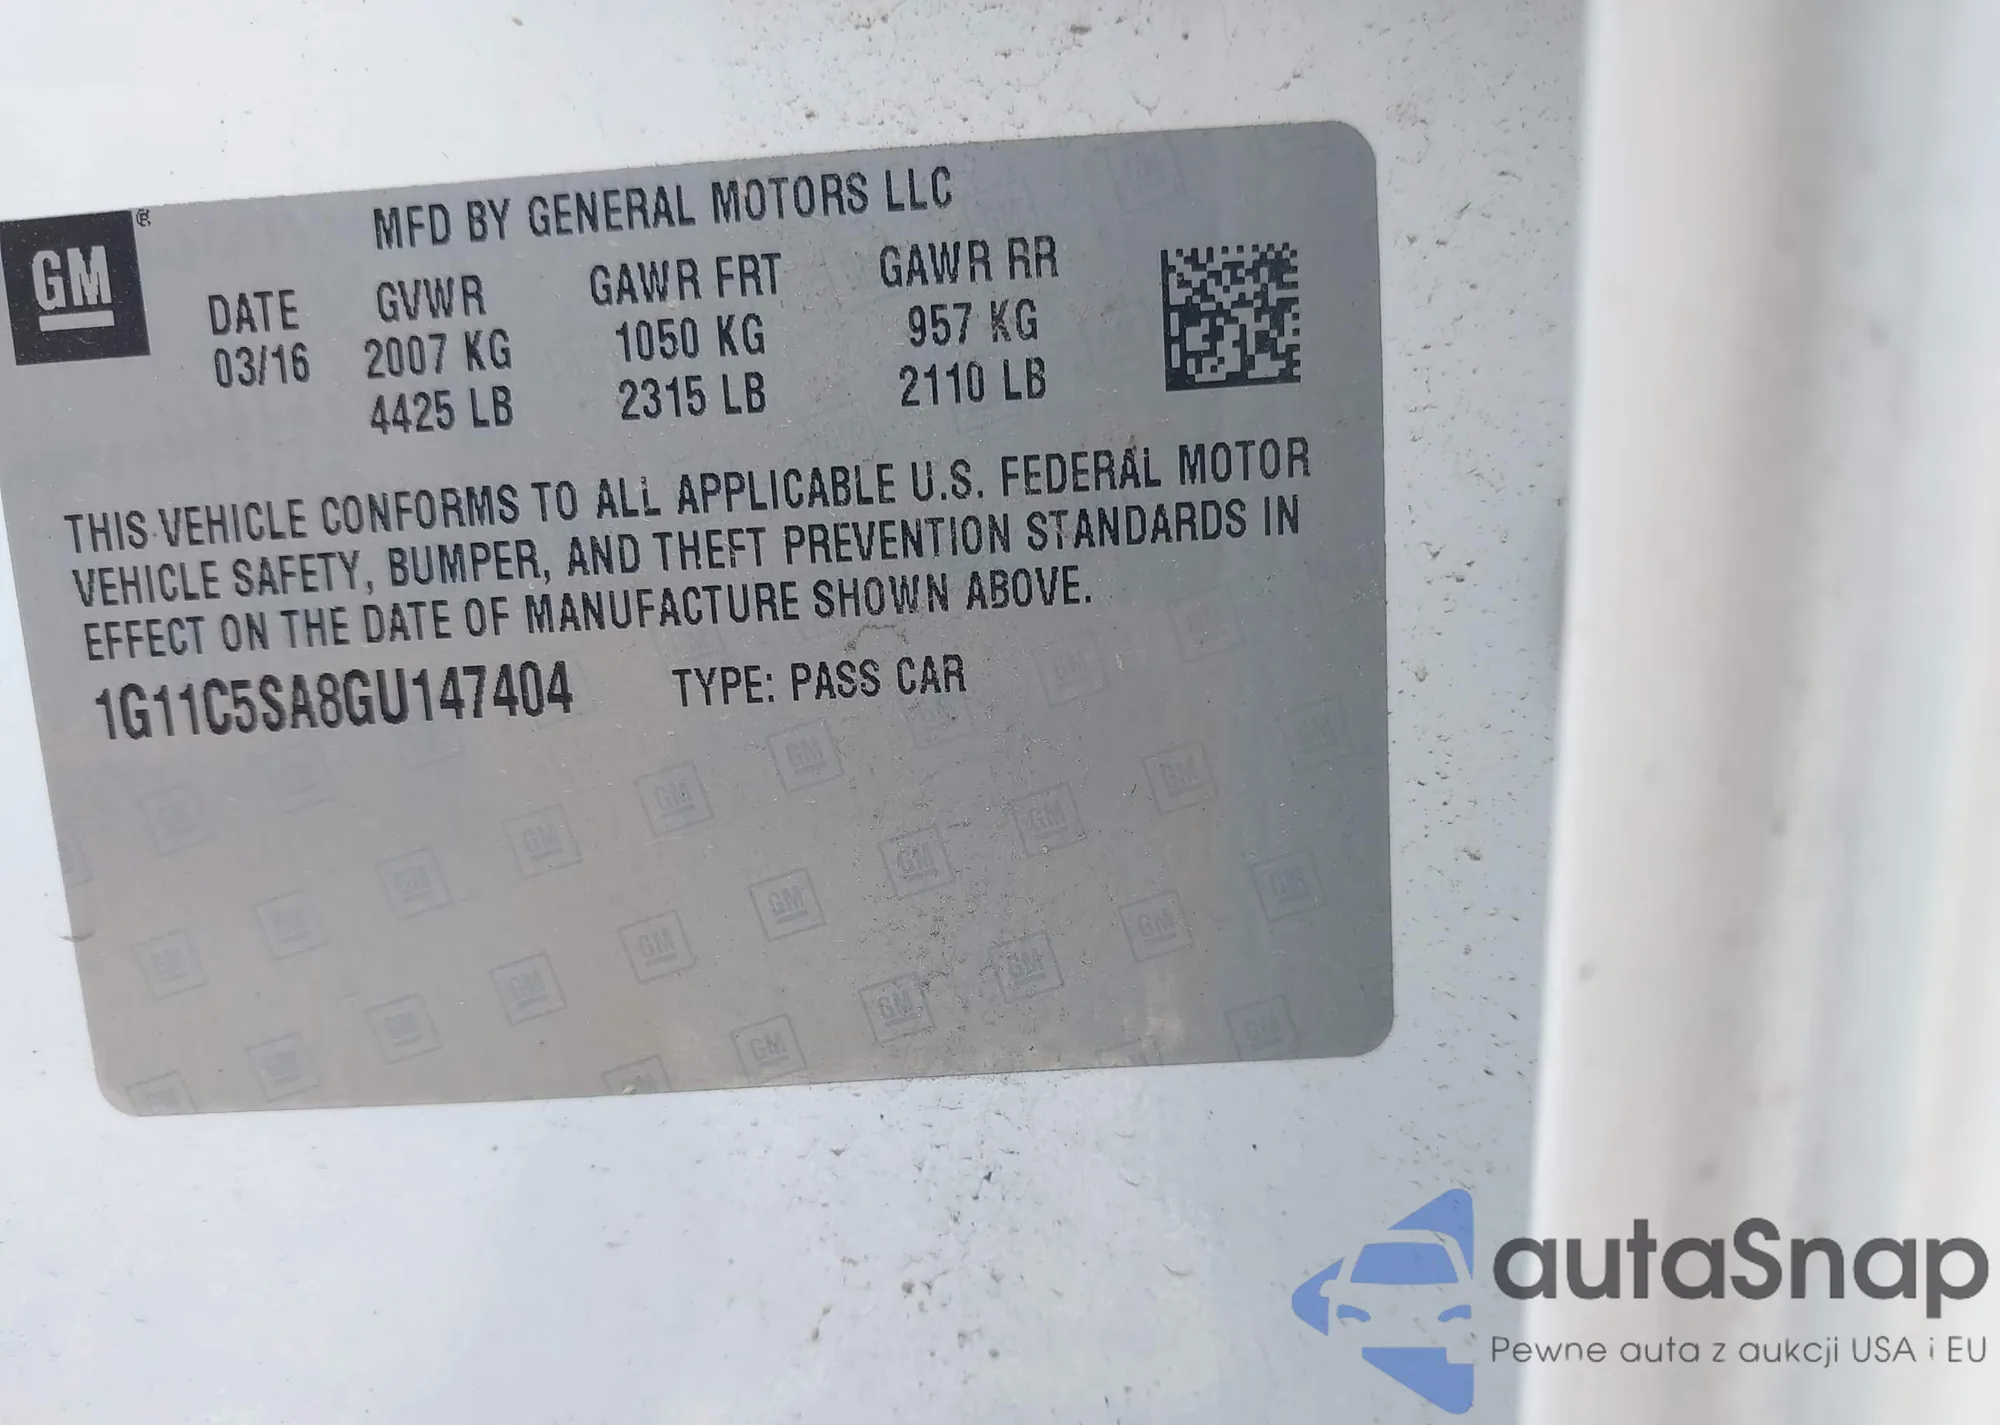 GM ®
MFD BY GENERAL MOTORS LLC
DATE GVWR GAWR FRT GAWR RR
03/16 2007 KG 1050 KG 957 KG
4425 LB 2315 LB 2110 LB
THIS VEHICLE CONFORMS TO ALL APPLICABLE U.S. FEDERAL MOTOR
VEHICLE SAFETY, BUMPER, AND THEFT PREVENTION STANDARDS IN
EFFECT ON THE DATE OF MANUFACTURE SHOWN ABOVE.
1G11C5SA8GU147404 TYPE: PASS CAR
autaSnap
Pewne auta z aukcji USA i EU